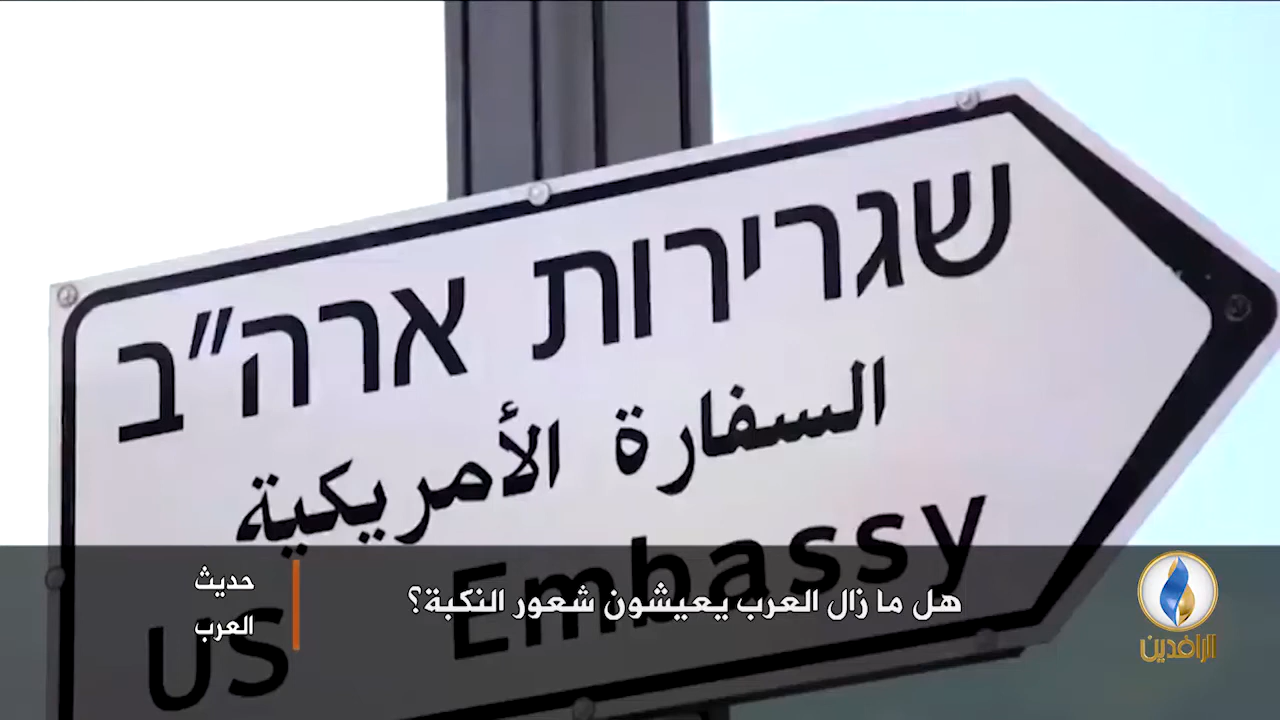 שגרירות ארה"ב
السفارة الأمريكية
US Embassy
هل ما زال العرب يعيشون شعور النكبة؟
حديث
العرب
الرافدين